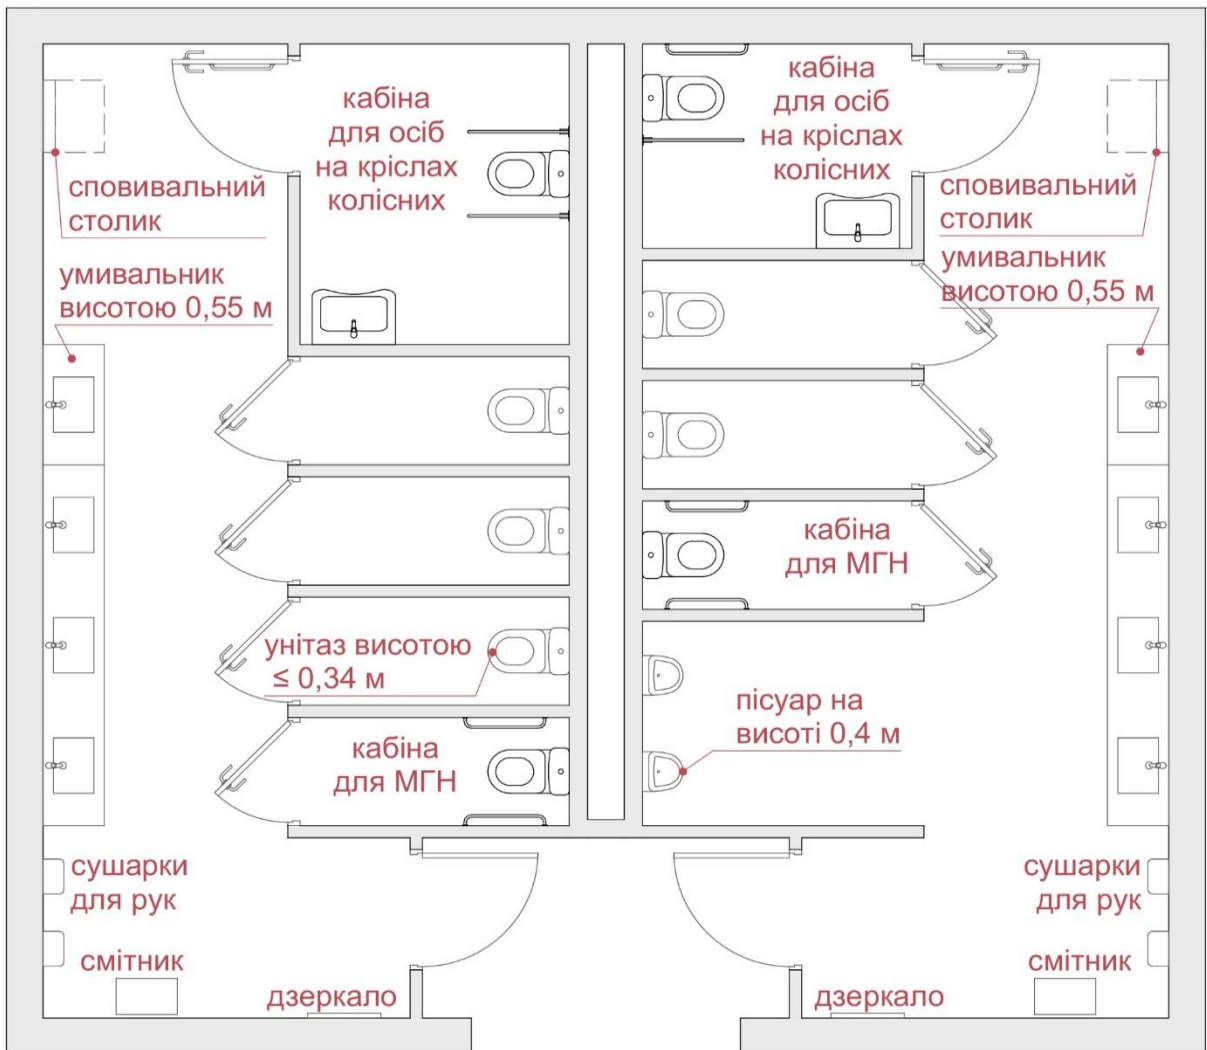 кабіна
для осіб
на кріслах
колісних
сповивальний
столик
умивальник
висотою 0,55 м
унітаз висотою
≤ 0,34 м
кабіна
для МГН
сушарки
для рук
смітник
дзеркало
кабіна
для осіб
на кріслах
колісних
сповивальний
столик
умивальник
висотою 0,55 м
кабіна
для МГН
пісуар на
висоті 0,4 м
сушарки
для рук
смітник
дзеркало